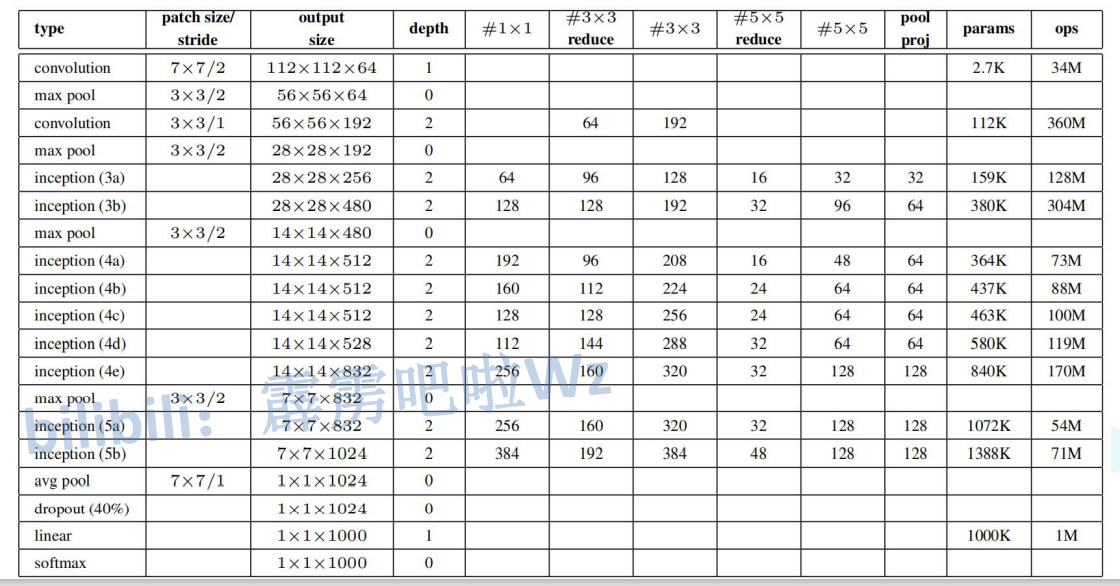 type patch size/ stride output size depth #1×1 #3×3 reduce #3×3 #5×5 reduce #5×5 pool proj params ops
convolution 7×7/2 112×112×64 1 2.7K 34M
max pool 3×3/2 56×56×64 0
convolution 3×3/1 56×56×192 2 64 192 112K 360M
max pool 3×3/2 28×28×192 0
inception (3a) 28×28×256 2 64 96 128 16 32 32 159K 128M
inception (3b) 28×28×480 2 128 128 192 32 96 64 380K 304M
max pool 3×3/2 14×14×480 0
inception (4a) 14×14×512 2 192 96 208 16 48 64 364K 73M
inception (4b) 14×14×512 2 160 112 224 24 64 64 437K 88M
inception (4c) 14×14×512 2 128 128 256 24 64 64 463K 100M
inception (4d) 14×14×528 2 112 144 288 32 64 64 580K 119M
inception (4e) 14×14×832 2 256 160 320 32 128 128 840K 170M
max pool 3×3/2 7×7×832 0
inception (5a) 7×7×832 2 256 160 320 32 128 128 1072K 54M
inception (5b) 7×7×1024 2 384 192 384 48 128 128 1388K 71M
avg pool 7×7/1 1×1×1024 0
dropout (40%) 1×1×1024 0
linear 1×1×1000 1 1000K 1M
softmax 1×1×1000 0
bilibili: 霹雳吧啦Wz